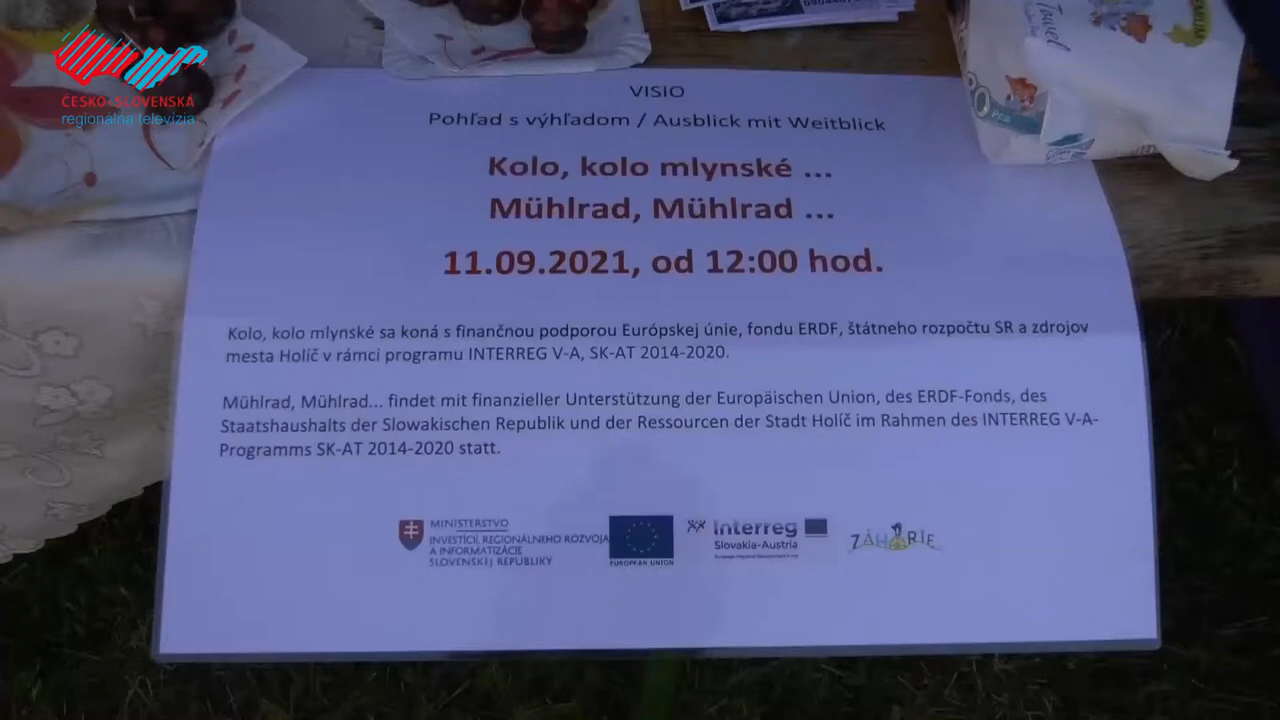 ČESKO-SLOVENSKÁ
regionálna televízia
Towel
VISIO
Pohľad s výhľadom / Ausblick mit Weitblick
Kolo, kolo mlynské ...
Mühlrad, Mühlrad ...
11.09.2021, od 12:00 hod.
Kolo, kolo mlynské sa koná s finančnou podporou Európskej únie, fondu ERDF, štátneho rozpočtu SR a zdrojov
mesta Holíč v rámci programu INTERREG V-A, SK-AT 2014-2020.
Mühlrad, Mühlrad... findet mit finanzieller Unterstützung der Europäischen Union, des ERDF-Fonds, des
Staatshaushalts der Slowakischen Republik und der Ressourcen der Stadt Holíč im Rahmen des INTERREG V-A-
Programms SK-AT 2014-2020 statt.
MINISTERSTVO
INVESTÍCIÍ, REGIONÁLNEHO ROZVOJA
A INFORMATIZÁCIE
SLOVENSKEJ REPUBLIKY
EUROPEAN UNION
Interreg
Slovakia-Austria
ZÁHORIE